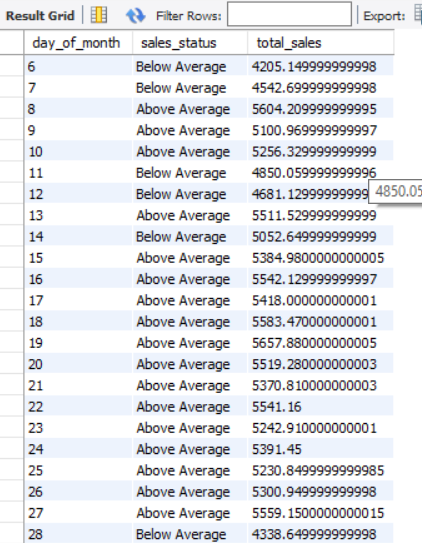 Result Grid Filter Rows: Export:
day_of_month sales_status total_sales
6 Below Average 4205.149999999998
7 Below Average 4542.699999999998
8 Above Average 5604.209999999995
9 Above Average 5100.969999999997
10 Above Average 5256.329999999999
11 Below Average 4850.059999999996
12 Below Average 4681.129999999999 4850.05
13 Above Average 5511.529999999999
14 Below Average 5052.649999999999
15 Above Average 5384.9800000000005
16 Above Average 5542.129999999997
17 Above Average 5418.000000000001
18 Above Average 5583.470000000001
19 Above Average 5657.880000000005
20 Above Average 5519.280000000003
21 Above Average 5370.810000000003
22 Above Average 5541.16
23 Above Average 5242.910000000001
24 Above Average 5391.45
25 Above Average 5230.8499999999985
26 Above Average 5300.949999999998
27 Above Average 5559.1500000000015
28 Below Average 4338.649999999998